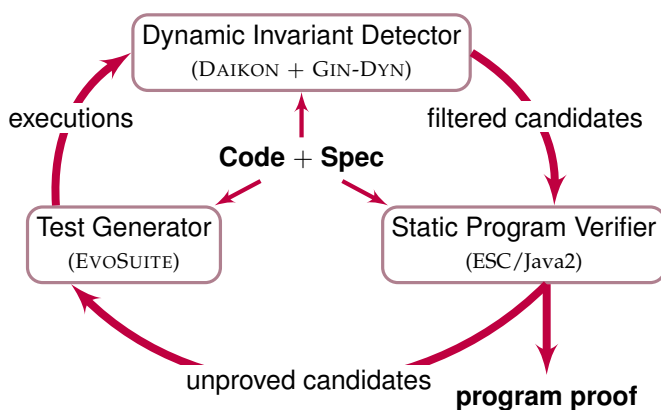 Dynamic Invariant Detector
(DAIKON + GIN-DYN)
executions
filtered candidates
Code + Spec
Test Generator
(EVOSUITE)
Static Program Verifier
(ESC/Java2)
unproved candidates
program proof